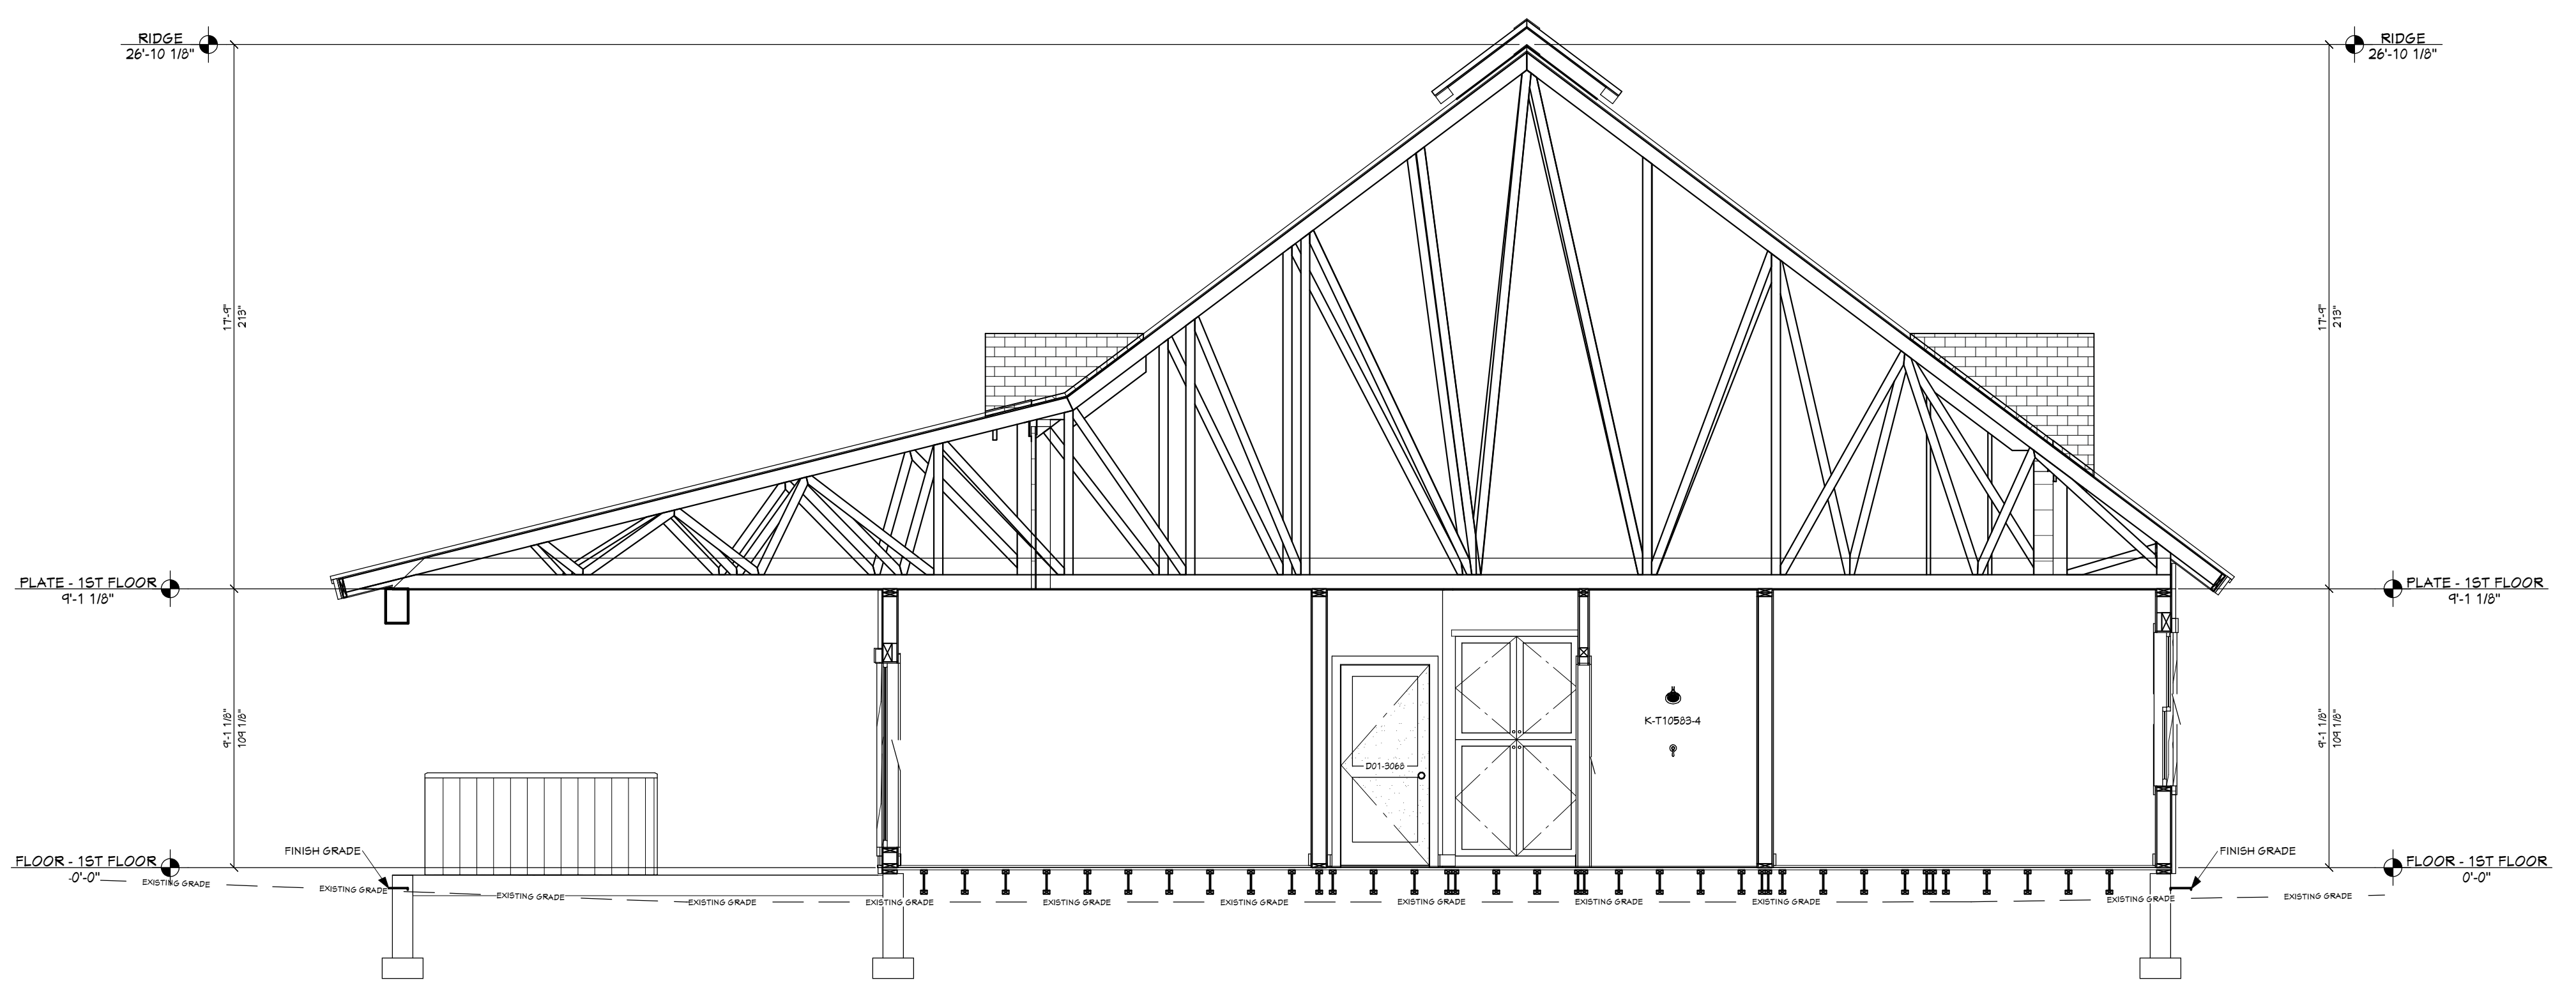 RIDGE
26'-10 1/8"
RIDGE
26'-10 1/8"
17'-9"
213"
17'-9"
213"
PLATE - 1ST FLOOR
9'-1 1/8"
PLATE - 1ST FLOOR
9'-1 1/8"
9'-1 1/8"
109 1/8"
K-T10583-4
9'-1 1/8"
109 1/8"
D01-3068
FINISH GRADE
FINISH GRADE
FLOOR - 1ST FLOOR
-0'-0"
FLOOR - 1ST FLOOR
0'-0"
EXISTING GRADE
EXISTING GRADE
EXISTING GRADE
EXISTING GRADE
EXISTING GRADE
EXISTING GRADE
EXISTING GRADE
EXISTING GRADE
EXISTING GRADE
EXISTING GRADE
EXISTING GRADE
EXISTING GRADE